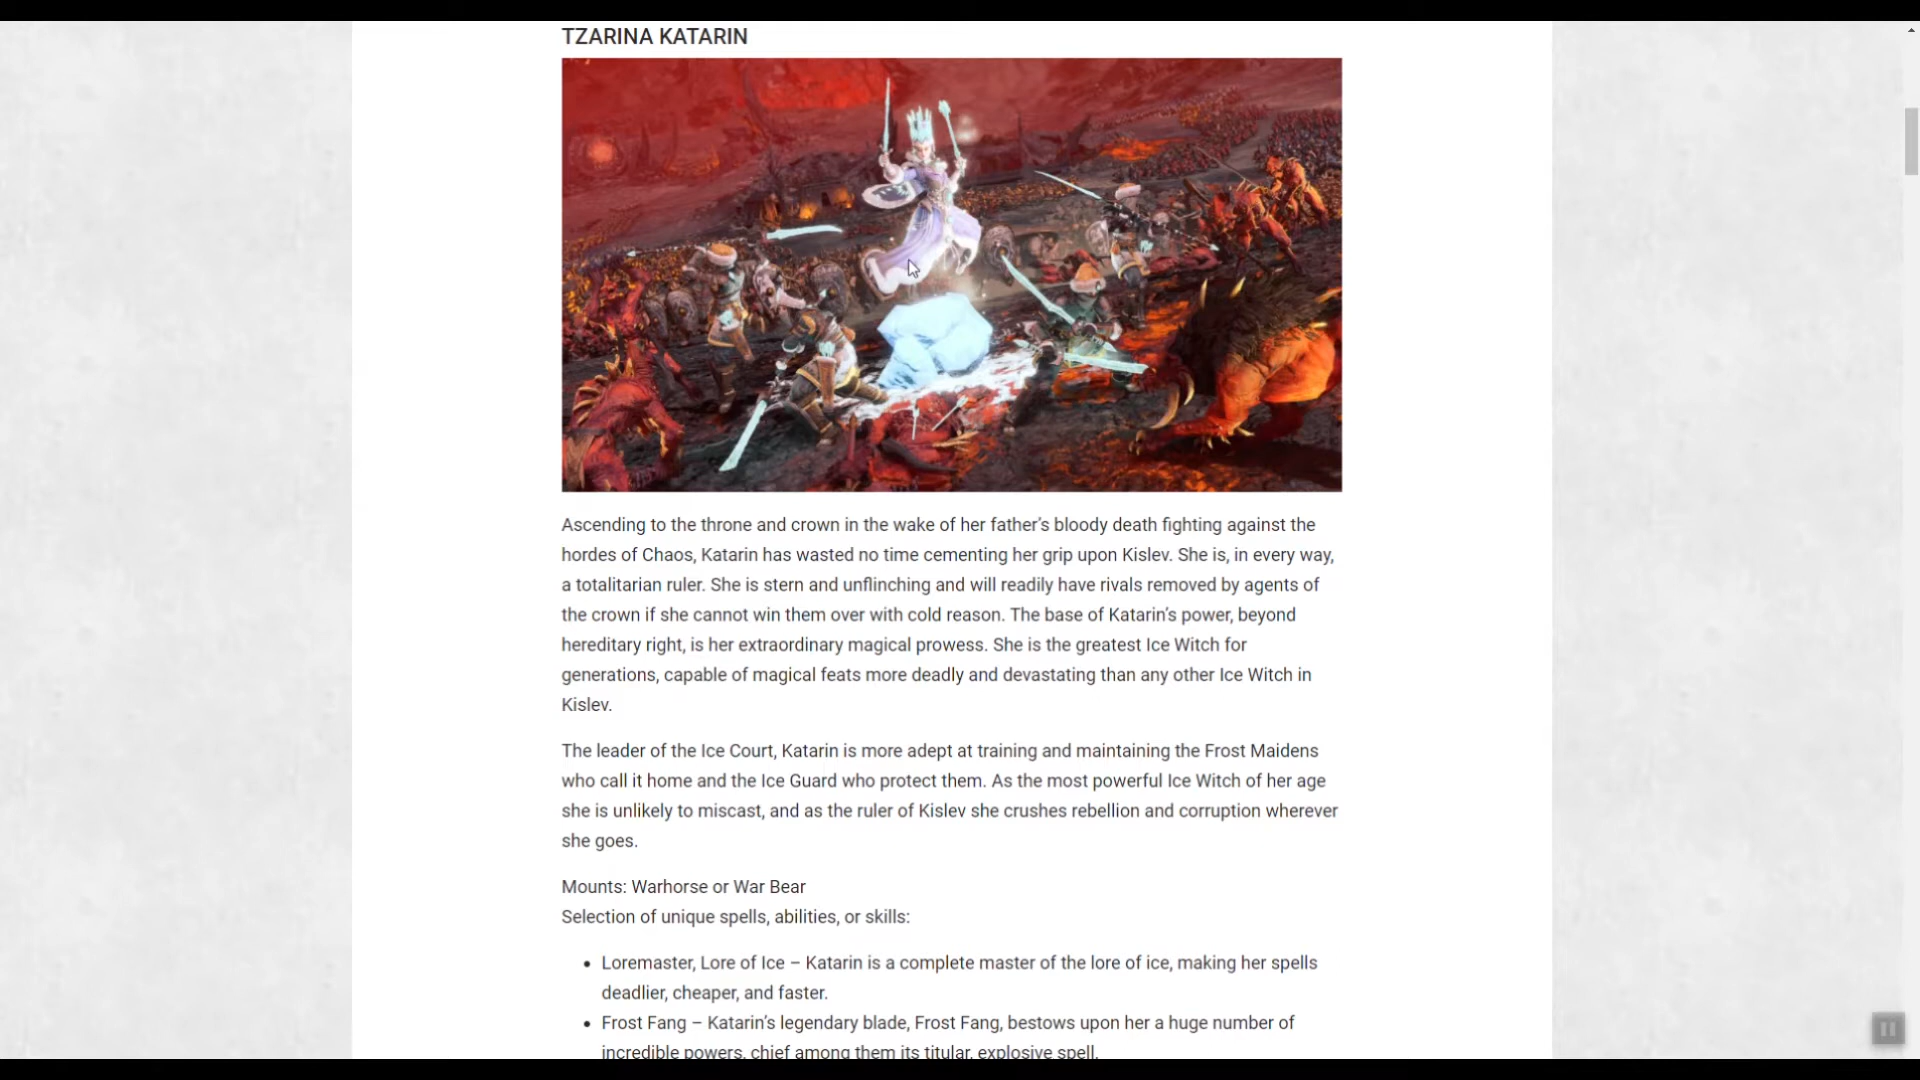 TZARINA KATARIN
Ascending to the throne and crown in the wake of her father's bloody death fighting against the
hordes of Chaos, Katarin has wasted no time cementing her grip upon Kislev. She is, in every way,
a totalitarian ruler. She is stern and unflinching and will readily have rivals removed by agents of
the crown if she cannot win them over with cold reason. The base of Katarin's power, beyond
hereditary right, is her extraordinary magical prowess. She is the greatest Ice Witch for
generations, capable of magical feats more deadly and devastating than any other Ice Witch in
Kislev.
The leader of the Ice Court, Katarin is more adept at training and maintaining the Frost Maidens
who call it home and the Ice Guard who protect them. As the most powerful Ice Witch of her age
she is unlikely to miscast, and as the ruler of Kislev she crushes rebellion and corruption wherever
she goes.
Mounts: Warhorse or War Bear
Selection of unique spells, abilities, or skills:
• Loremaster, Lore of Ice – Katarin is a complete master of the lore of ice, making her spells
deadlier, cheaper, and faster.
• Frost Fang – Katarin's legendary blade, Frost Fang, bestows upon her a huge number of
incredible powers, chief among them its titular, explosive spell.